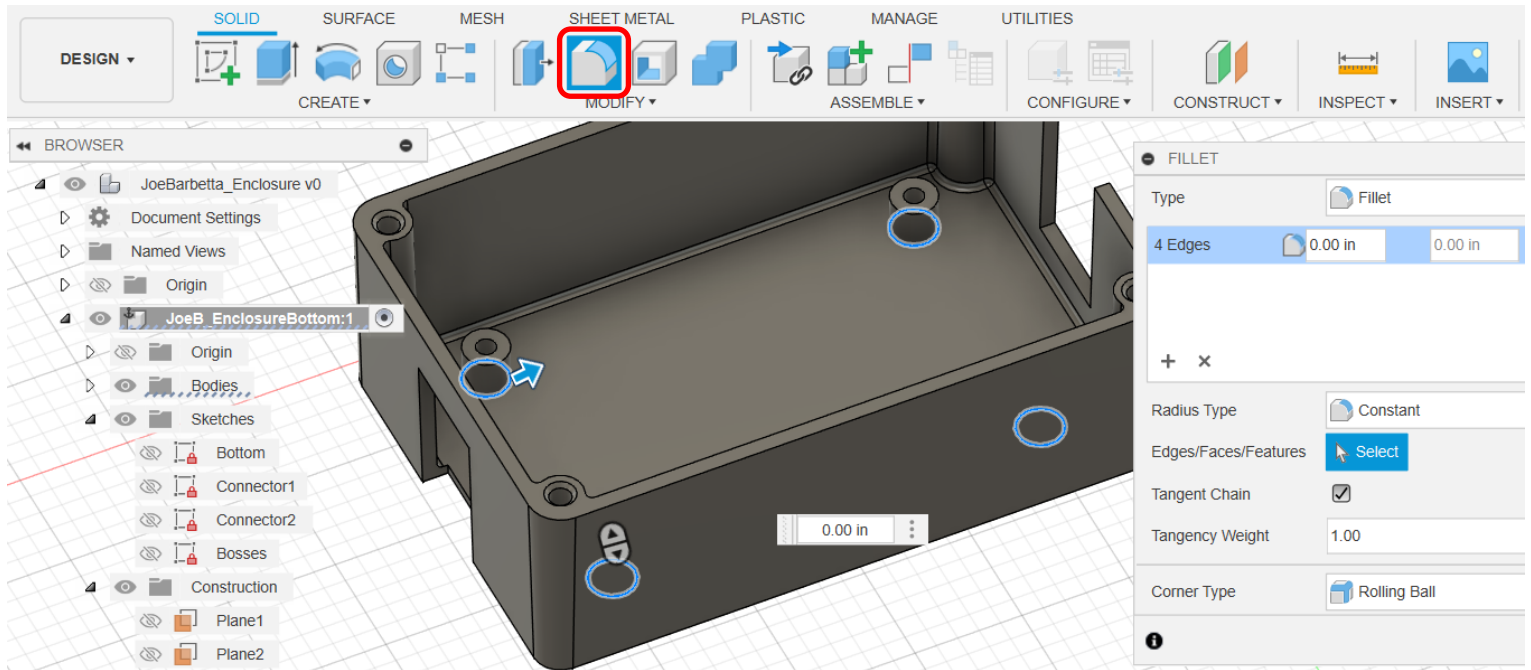 SOLID SURFACE MESH SHEET METAL PLASTIC MANAGE UTILITIES
DESIGN ▾
CREATE ▾ MODIFY ▾ ASSEMBLE ▾ CONFIGURE ▾ CONSTRUCT ▾ INSPECT ▾ INSERT ▾
BROWSER
JoeBarbetta_Enclosure v0
Document Settings
Named Views
Origin
JoeB_EnclosureBottom:1
Origin
Bodies
Sketches
Bottom
Connector1
Connector2
Bosses
Construction
Plane1
Plane2
0.00 in
FILLET
Type Fillet
4 Edges 0.00 in 0.00 in
Radius Type Constant
Edges/Faces/Features Select
Tangent Chain
Tangency Weight 1.00
Corner Type Rolling Ball